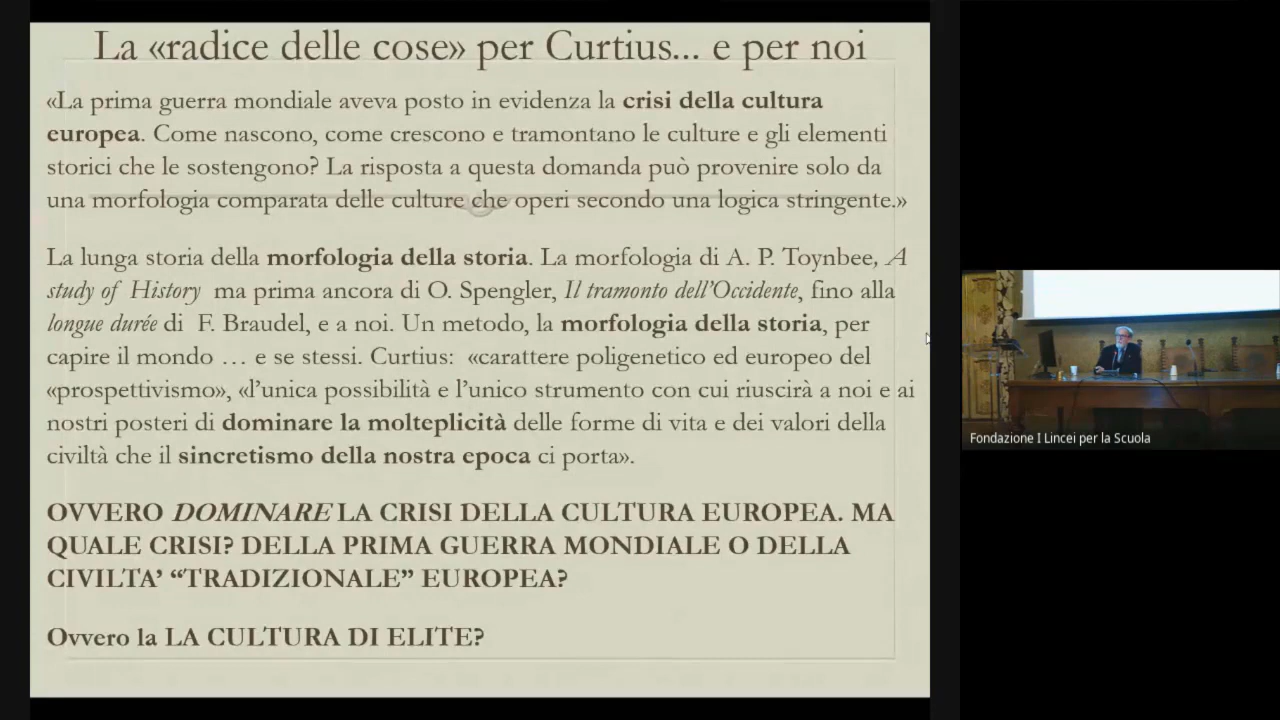 La «radice delle cose» per Curtius... e per noi
«La prima guerra mondiale aveva posto in evidenza la crisi della cultura
europea. Come nascono, come crescono e tramontano le culture e gli elementi
storici che le sostengono? La risposta a questa domanda può provenire solo da
una morfologia comparata delle culture che operi secondo una logica stringente.»
La lunga storia della morfologia della storia. La morfologia di A. P. Toynbee, A
study of History ma prima ancora di O. Spengler, Il tramonto dell'Occidente, fino alla
longue durée di F. Braudel, e a noi. Un metodo, la morfologia della storia, per
capire il mondo … e se stessi. Curtius: «carattere poligenetico ed europeo del
«prospettivismo», «l'unica possibilità e l'unico strumento con cui riuscirà a noi e ai
nostri posteri di dominare la molteplicità delle forme di vita e dei valori della
civiltà che il sincretismo della nostra epoca ci porta».
OVVERO DOMINARE LA CRISI DELLA CULTURA EUROPEA. MA
QUALE CRISI? DELLA PRIMA GUERRA MONDIALE O DELLA
CIVILTA' “TRADIZIONALE” EUROPEA?
Ovvero la LA CULTURA DI ELITE?
Fondazione I Lincei per la Scuola